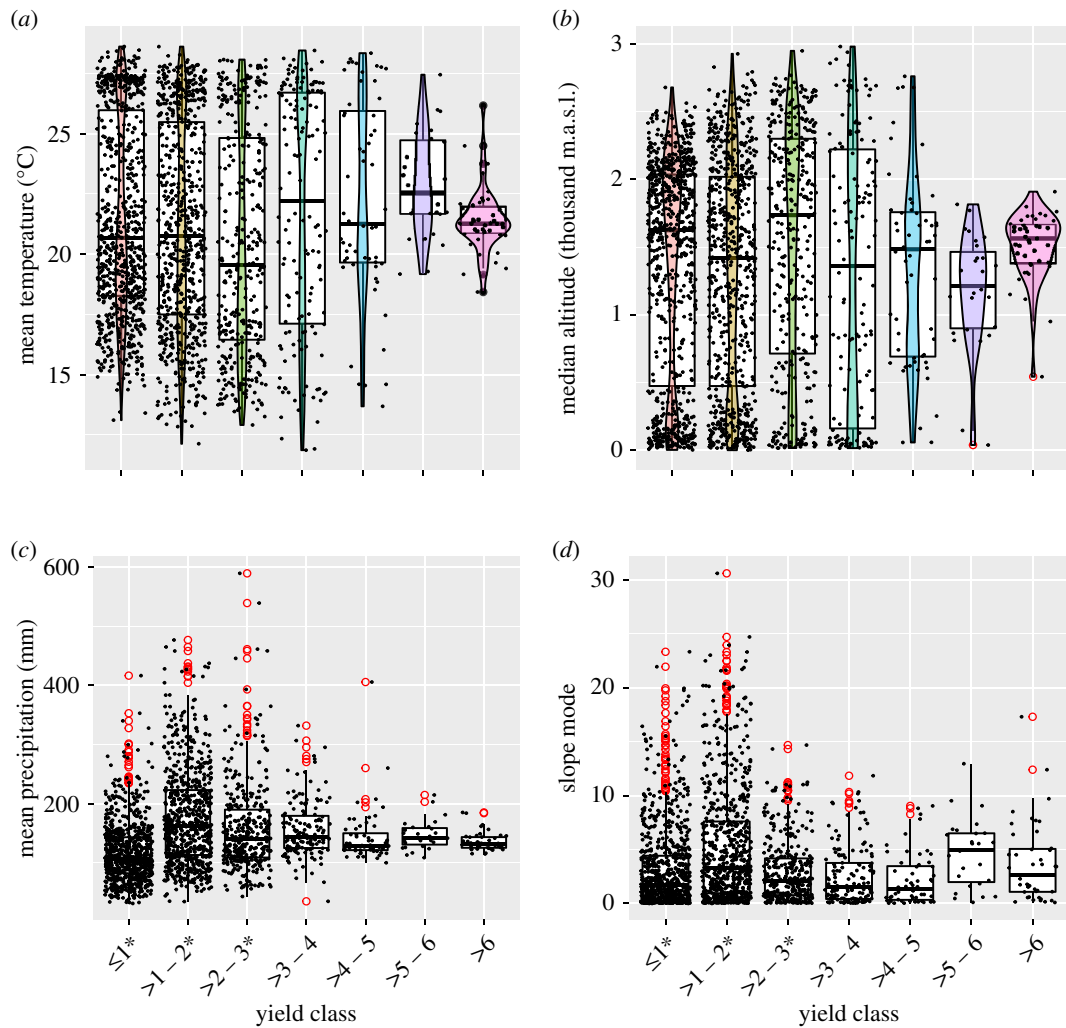 (a)
(b)
mean temperature (°C)
25
20
15
median altitude (thousand m.a.s.l.)
3
2
1
0
(c)
(d)
mean precipitation (mm)
600
400
200
slope mode
30
20
10
0
≤1*
>1 – 2*
>2 – 3*
>3 – 4
>4 – 5
>5 – 6
>6
yield class
≤1*
>1 – 2*
>2 – 3*
>3 – 4
>4 – 5
>5 – 6
>6
yield class